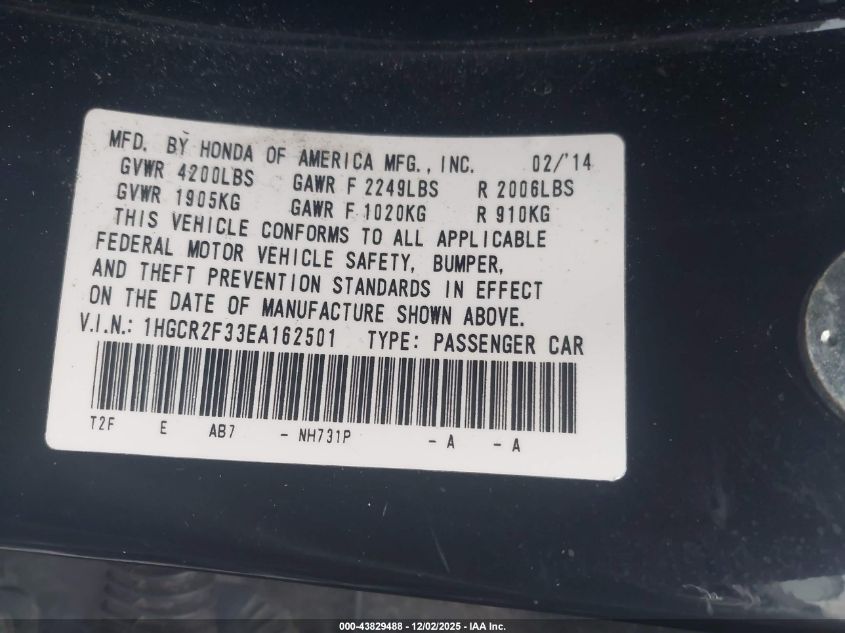 MFD. BY HONDA OF AMERICA MFG., INC. 02/'14
GVWR 4200LBS GAWR F 2249LBS R 2006LBS
GVWR 1905KG GAWR F 1020KG R 910KG
THIS VEHICLE CONFORMS TO ALL APPLICABLE
FEDERAL MOTOR VEHICLE SAFETY, BUMPER,
AND THEFT PREVENTION STANDARDS IN EFFECT
ON THE DATE OF MANUFACTURE SHOWN ABOVE.
V.I.N.: 1HGCR2F33EA162501 TYPE: PASSENGER CAR
T2F E AB7 - NH731P - A - A
000-43829488 - 12/02/2025 - IAA Inc.